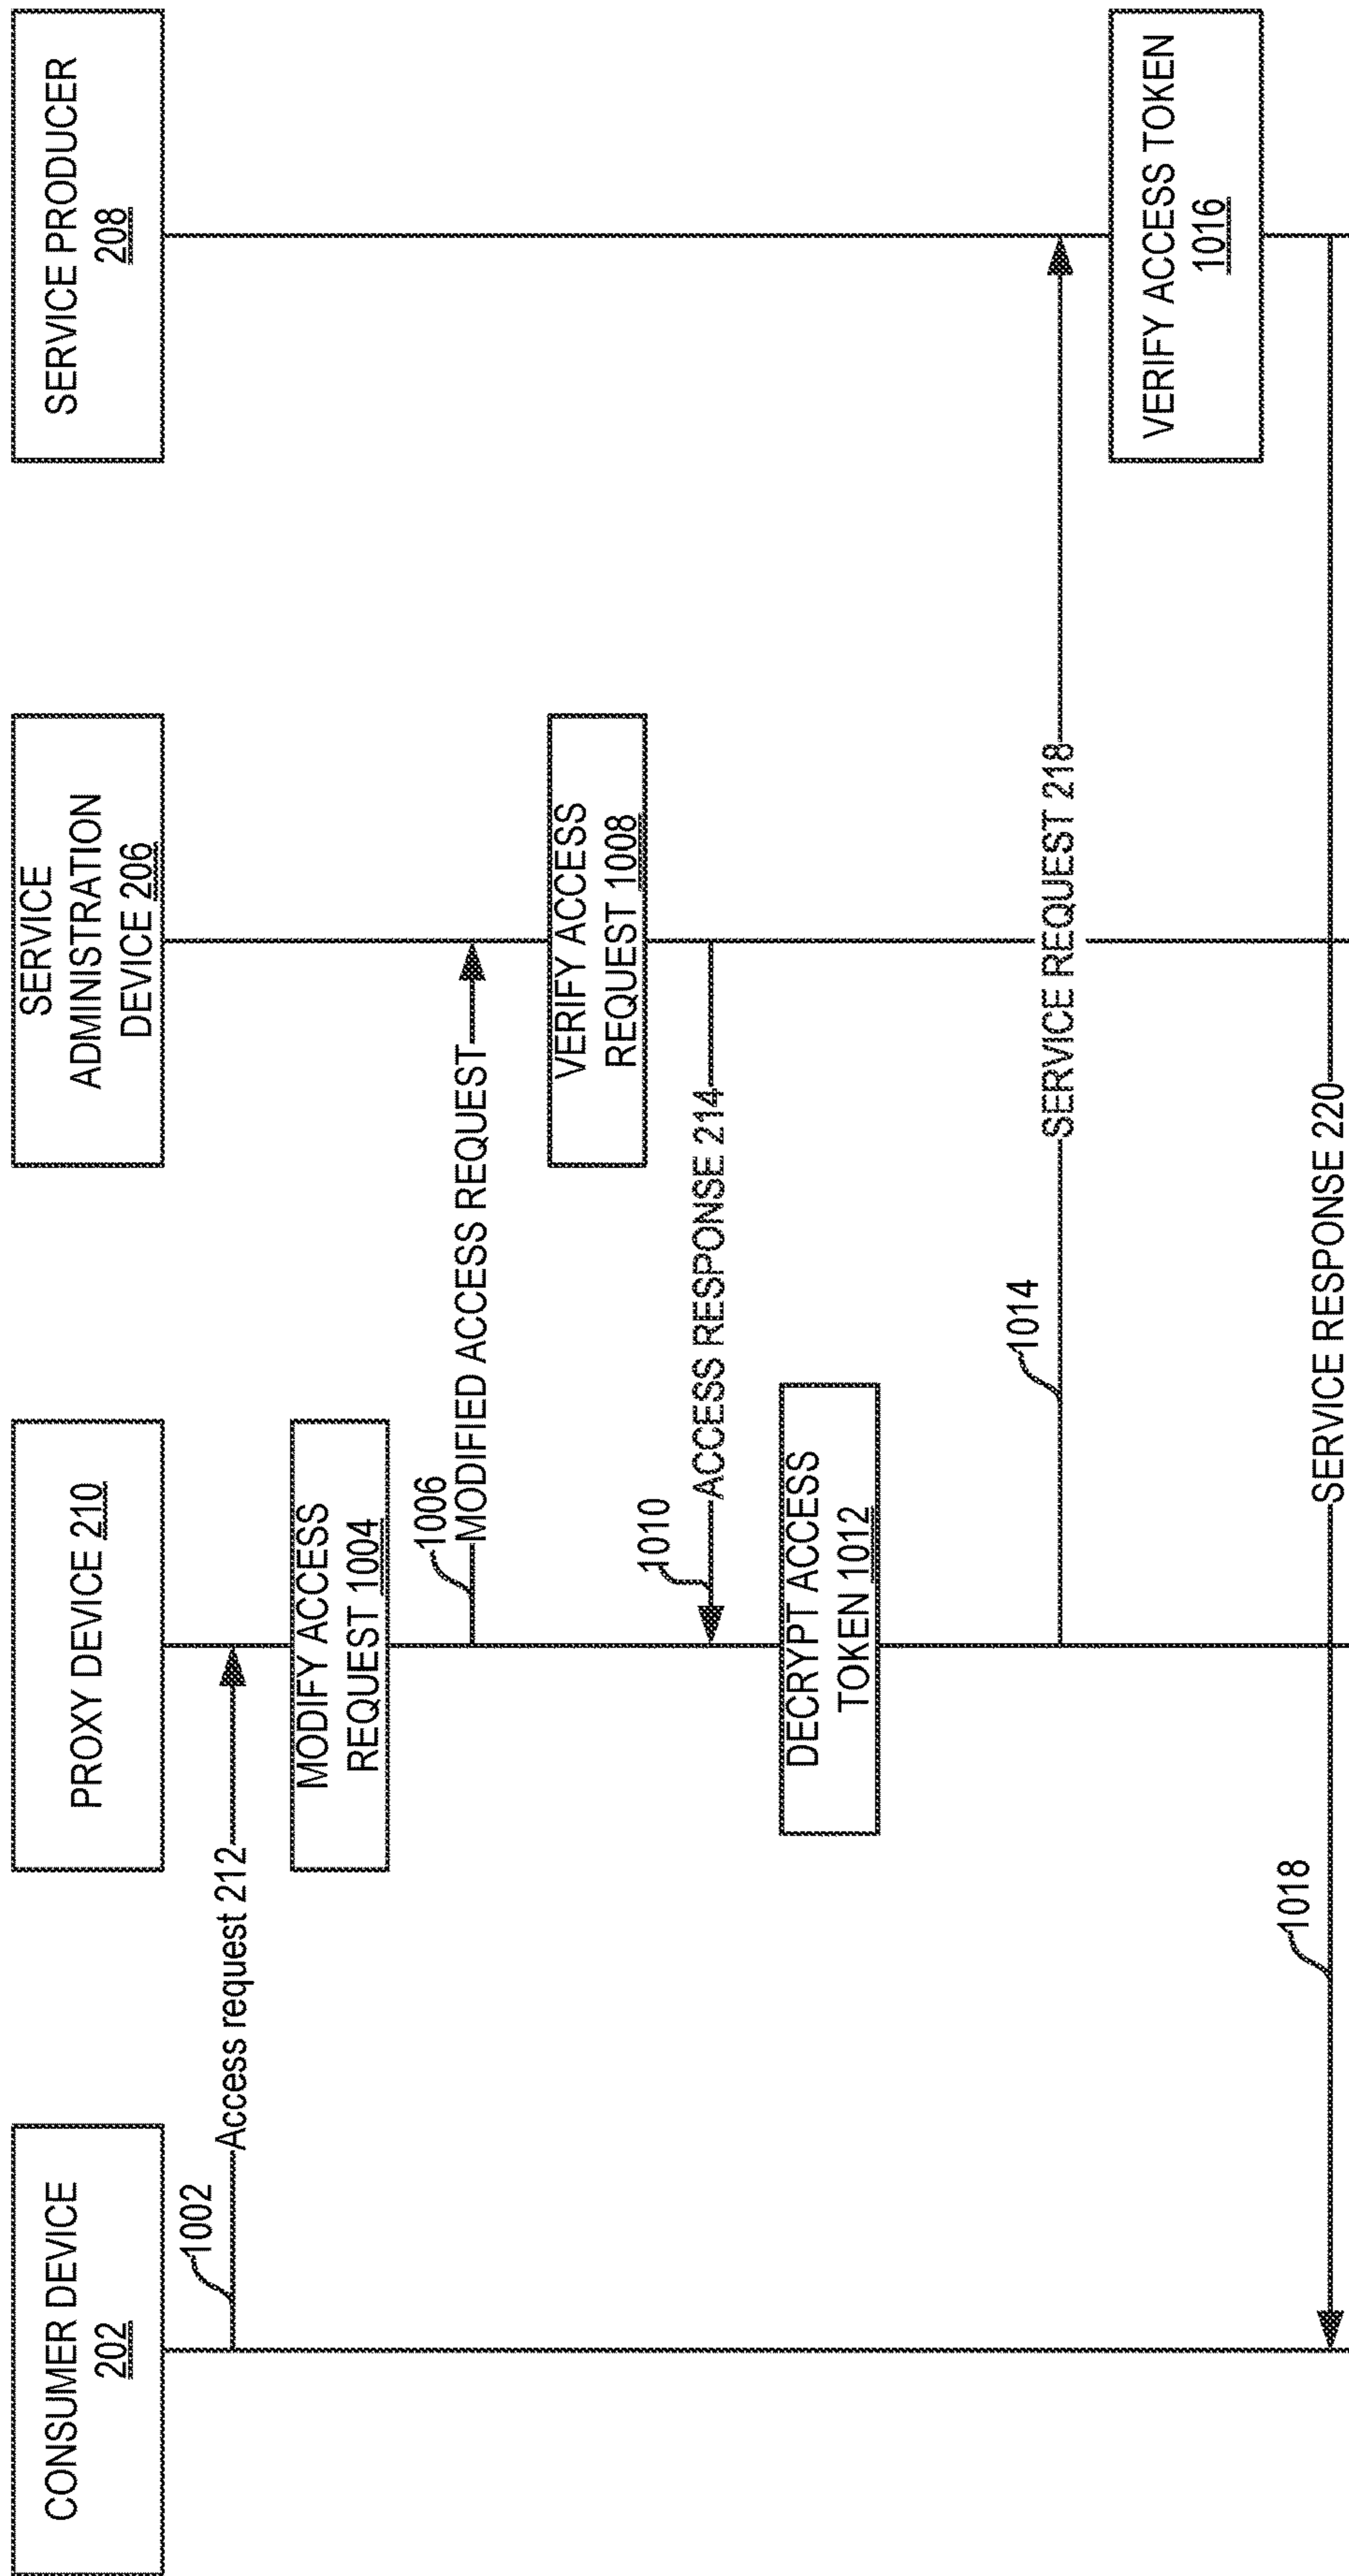 CONSUMER DEVICE
202
PROXY DEVICE 210
SERVICE
ADMINISTRATION
DEVICE 206
SERVICE PRODUCER
208
1002
Access request 212
MODIFY ACCESS
REQUEST 1004
1006
MODIFIED ACCESS REQUEST
VERIFY ACCESS
REQUEST 1008
1010
ACCESS RESPONSE 214
DECRYPT ACCESS
TOKEN 1012
1014
SERVICE REQUEST 218
VERIFY ACCESS TOKEN
1016
1018
SERVICE RESPONSE 220